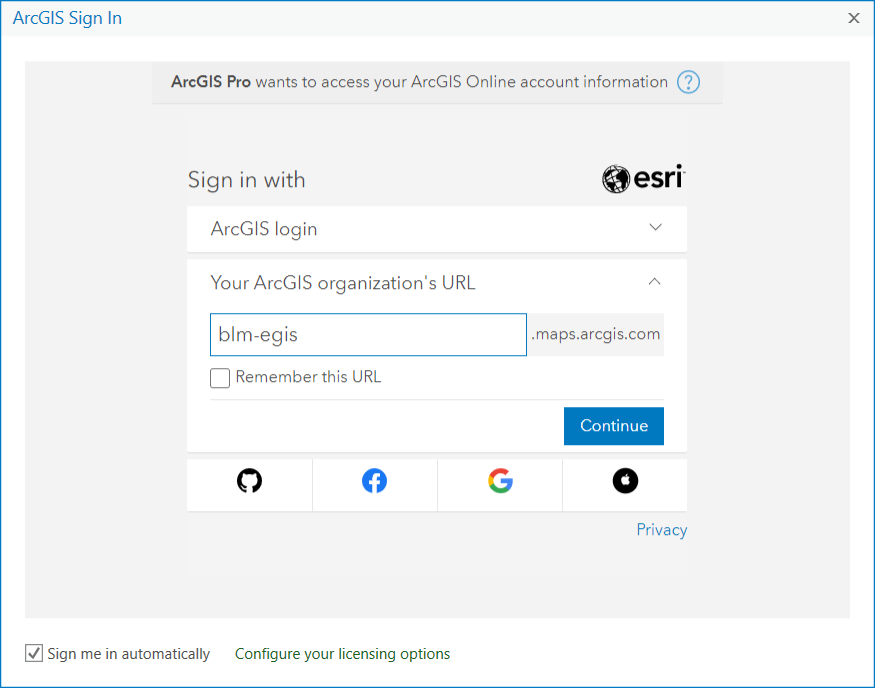 ArcGIS Sign In
ArcGIS Pro wants to access your ArcGIS Online account information
Sign in with
esri
ArcGIS login
Your ArcGIS organization's URL
blm-egis .maps.arcgis.com
Remember this URL
Continue
Privacy
Sign me in automatically Configure your licensing options